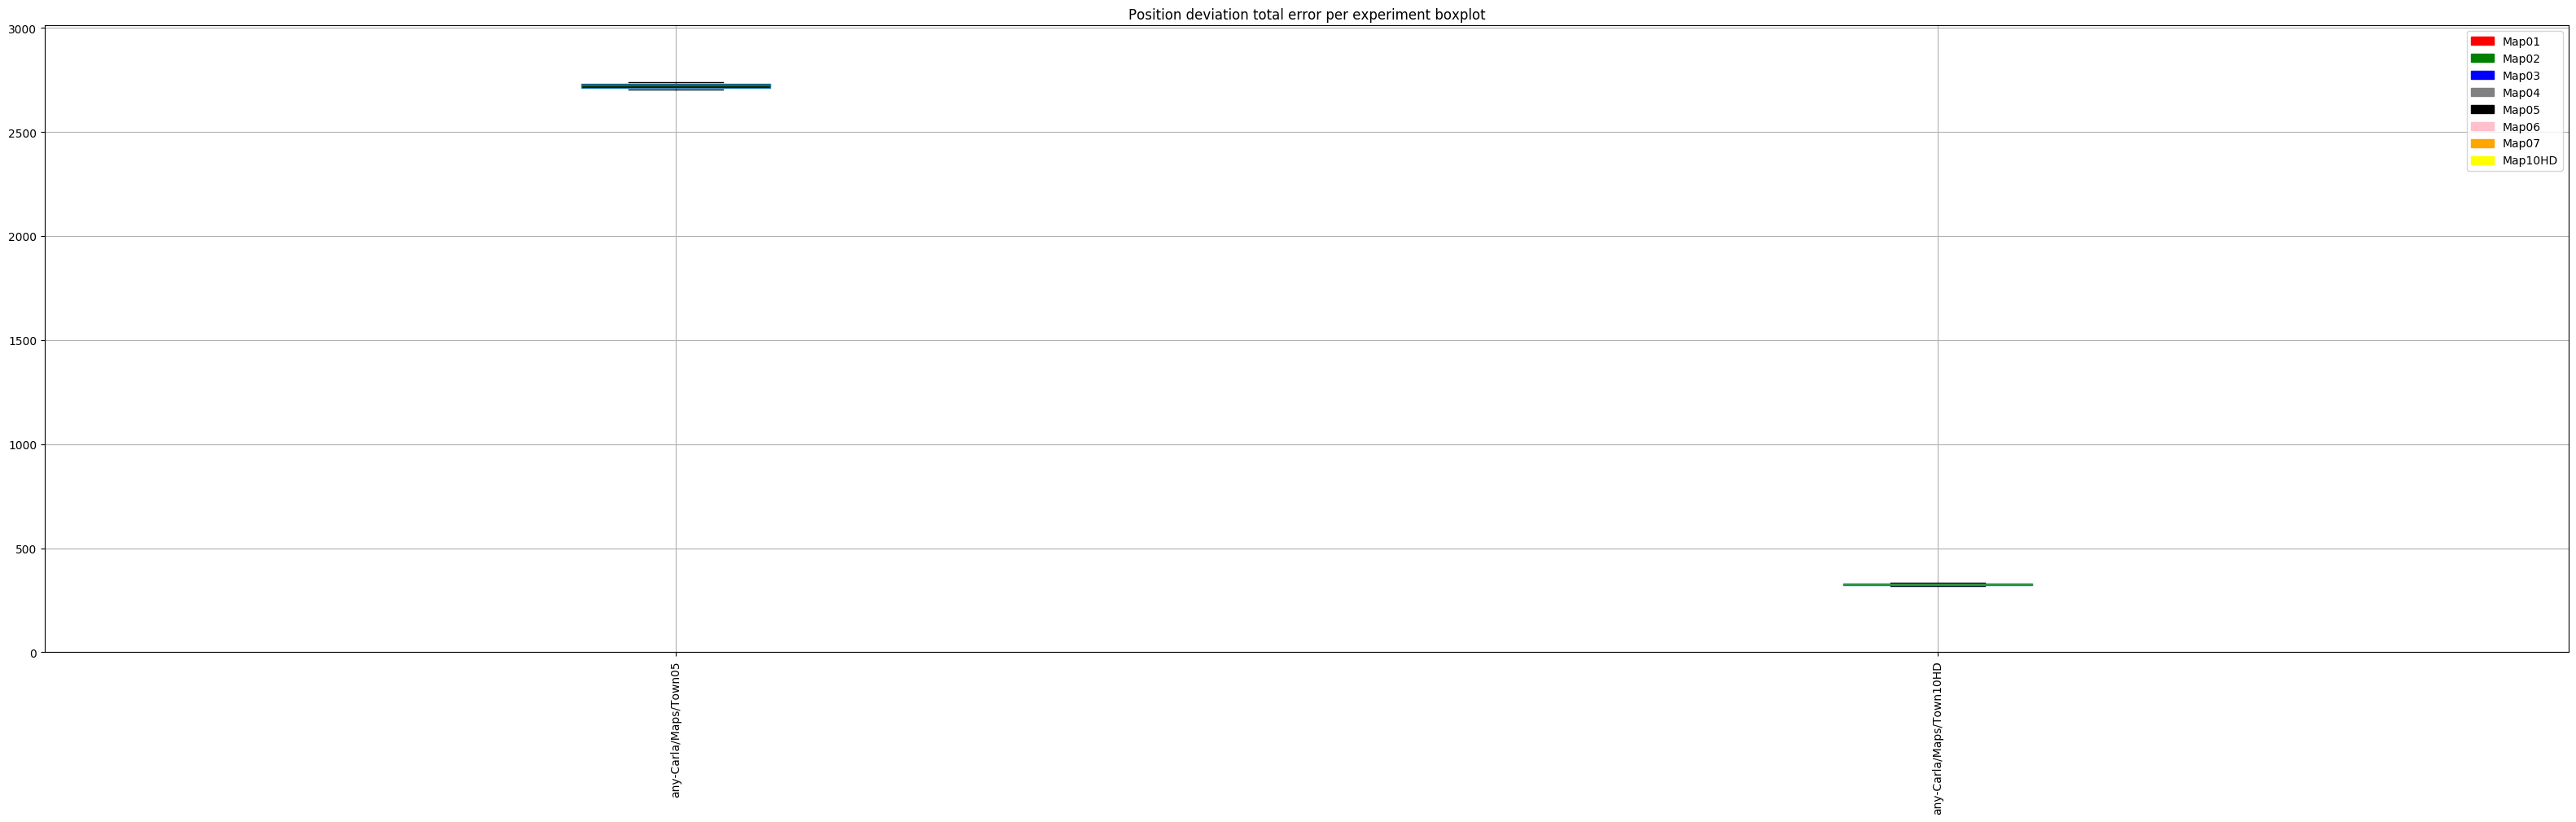 Position deviation total error per experiment boxplot
3000
2500
2000
1500
1000
500
0
Map01
Map02
Map03
Map04
Map05
Map06
Map07
Map10HD
any-Carla/Maps/Town05
any-Carla/Maps/Town10HD